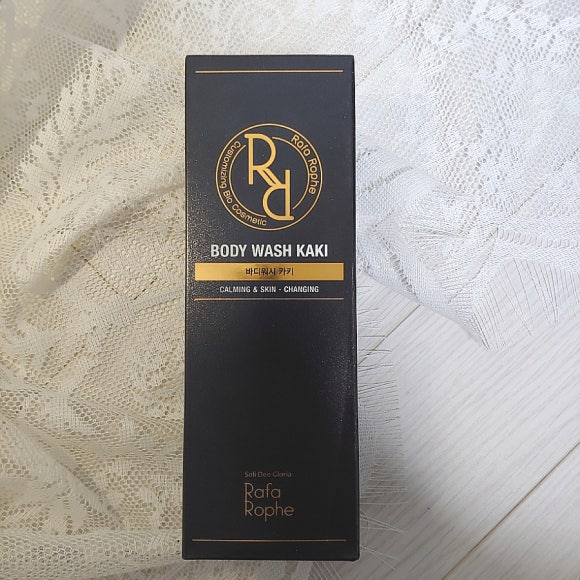 Rafa Rophe
Customizing Bio Cosmetic
BODY WASH KAKI
바디워시 카키
CALMING & SKIN - CHANGING
Soli Deo Gloria
Rafa
Rophe